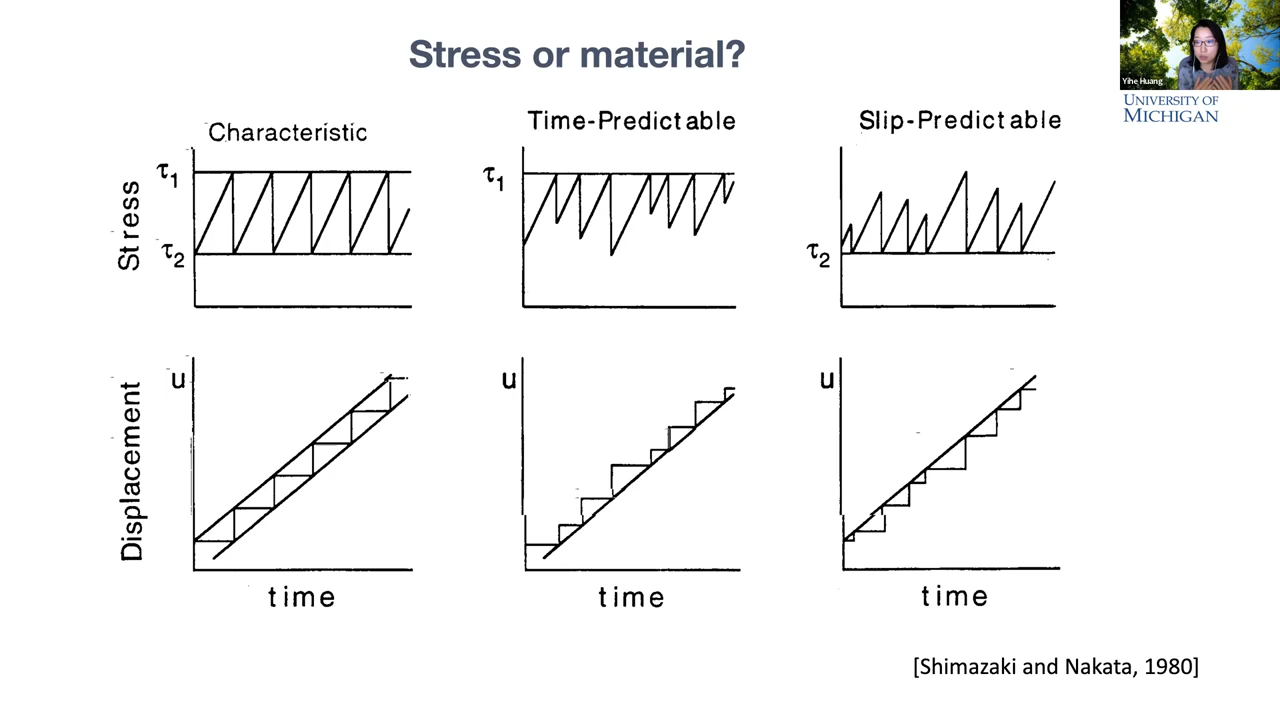 Stress or material?
Yihe Huang
UNIVERSITY OF
MICHIGAN
Characteristic
Time-Predictable
Slip-Predictable
Stress
τ1
τ2
τ1
τ2
Displacement
u
u
u
time
time
time
[Shimazaki and Nakata, 1980]